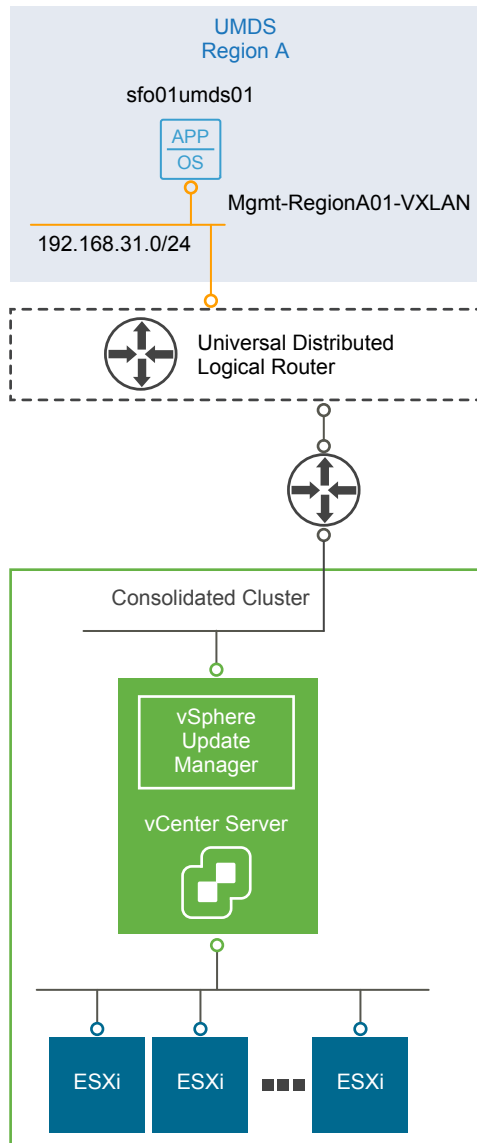 UMDS
Region A
sfo01umds01
APP
OS
Mgmt-RegionA01-VXLAN
192.168.31.0/24
Universal Distributed
Logical Router
Consolidated Cluster
vSphere
Update
Manager
vCenter Server
ESXi
ESXi
ESXi